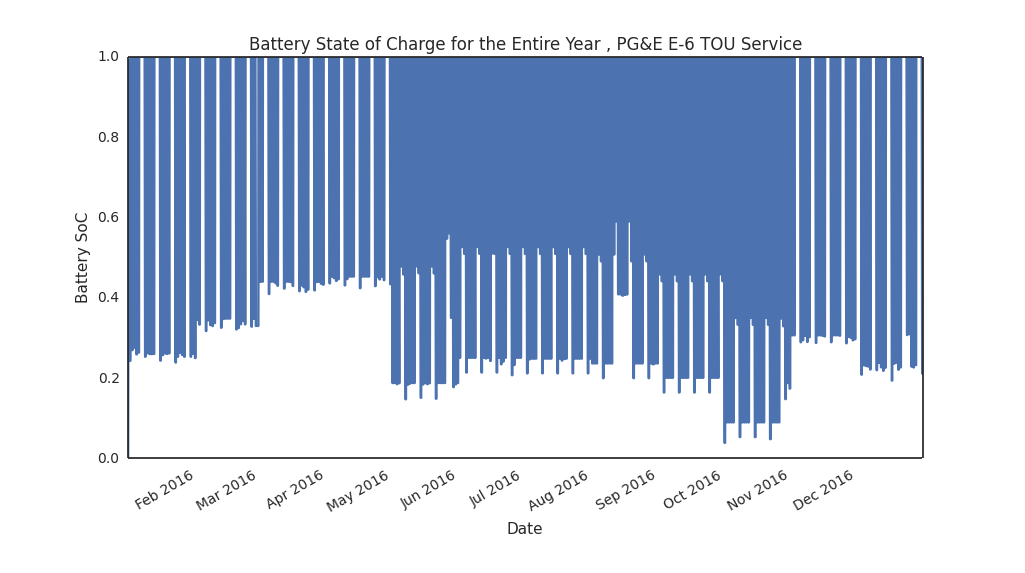 Battery State of Charge for the Entire Year , PG&E E-6 TOU Service
1.0
0.8
0.6
0.4
0.2
0.0
Battery SoC
Feb 2016
Mar 2016
Apr 2016
May 2016
Jun 2016
Jul 2016
Aug 2016
Sep 2016
Oct 2016
Nov 2016
Dec 2016
Date